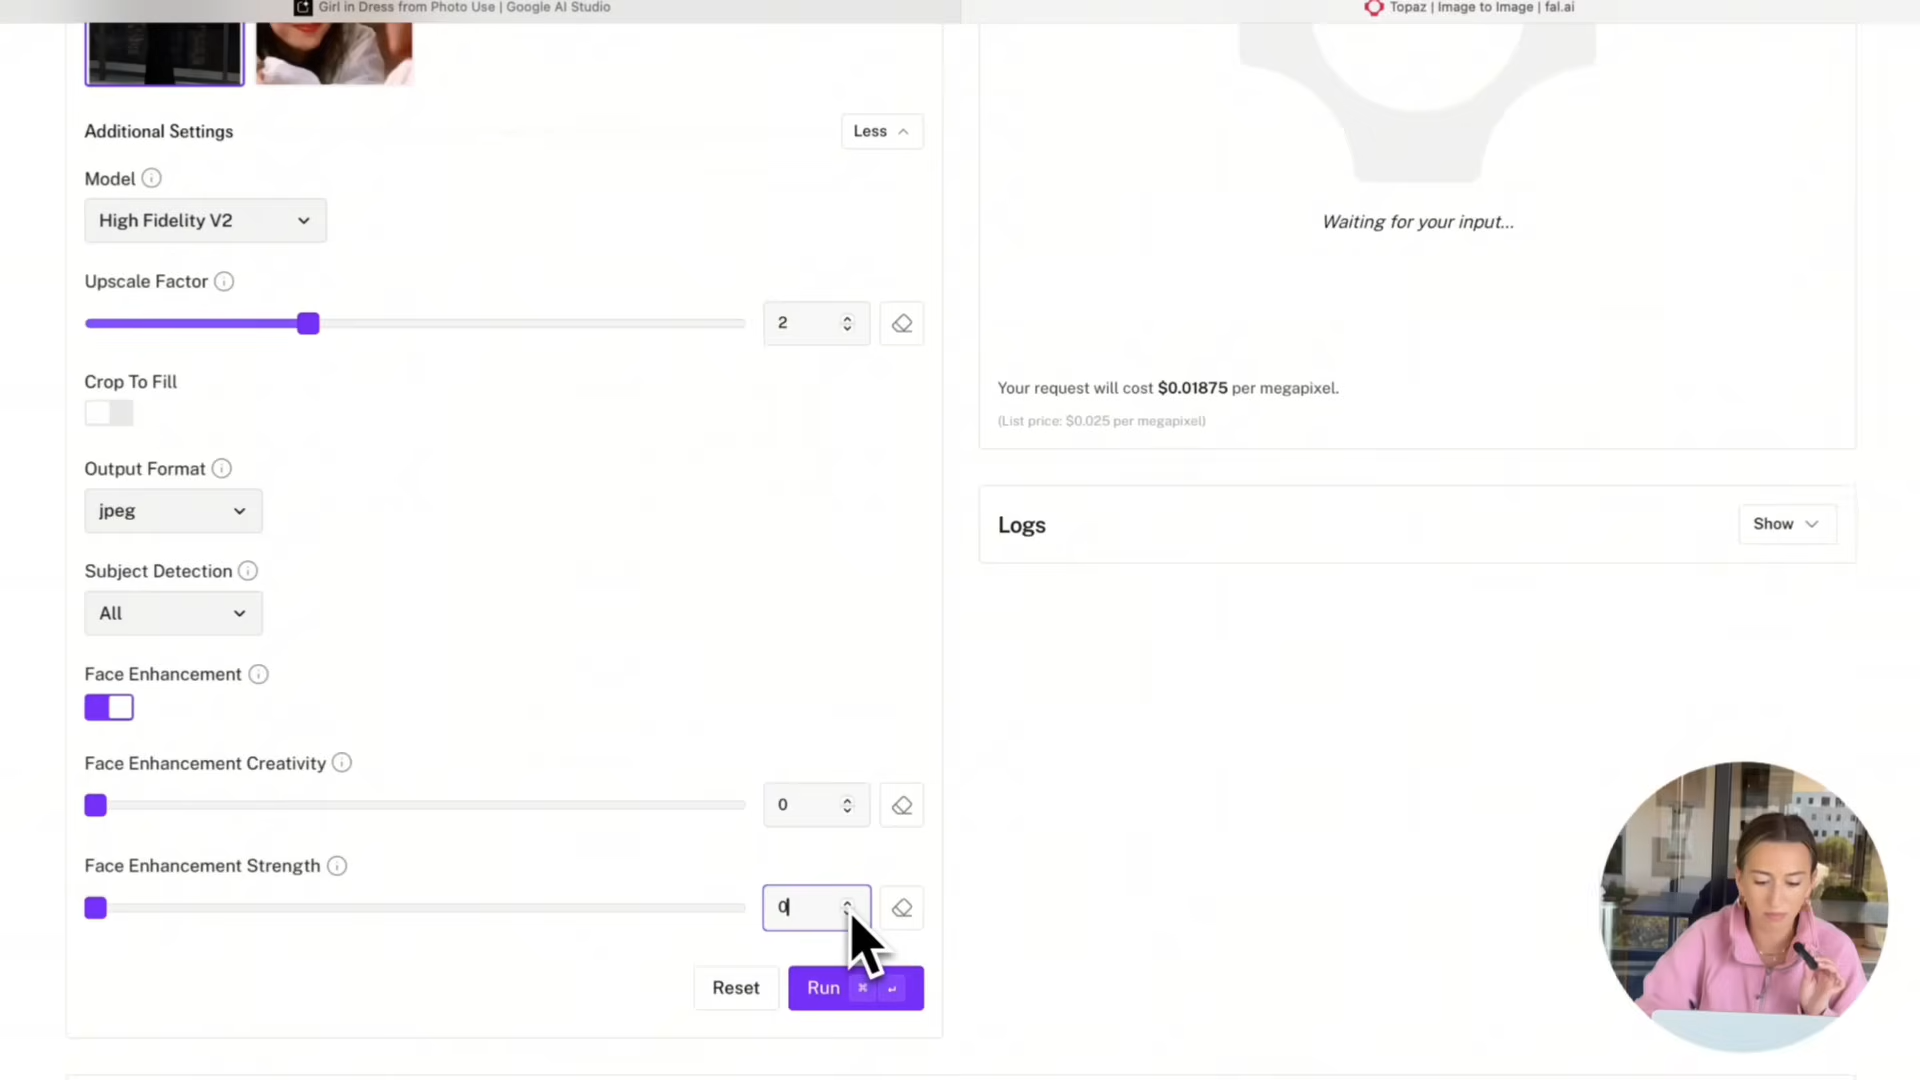 Girl in Dress from Photo Use | Google AI Studio
Topaz | Image to Image | fal.ai
Additional Settings
Less
Model
High Fidelity V2
Upscale Factor
2
Crop To Fill
Output Format
jpeg
Subject Detection
All
Face Enhancement
Face Enhancement Creativity
0
Face Enhancement Strength
0
Reset
Run ⌘ ↵
Waiting for your input...
Your request will cost $0.01875 per megapixel.
(List price: $0.025 per megapixel)
Logs
Show